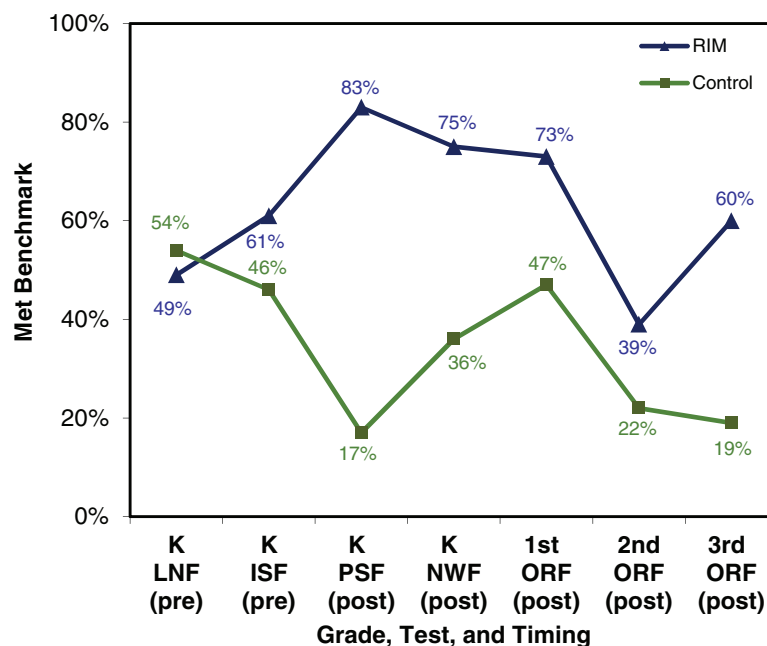 100%
80%
60%
40%
20%
0%
Met Benchmark
RIM
Control
83%
75%
73%
60%
61%
49%
39%
54%
46%
17%
36%
47%
22%
19%
K
LNF
(pre)
K
ISF
(pre)
K
PSF
(post)
K
NWF
(post)
1st
ORF
(post)
2nd
ORF
(post)
3rd
ORF
(post)
Grade, Test, and Timing